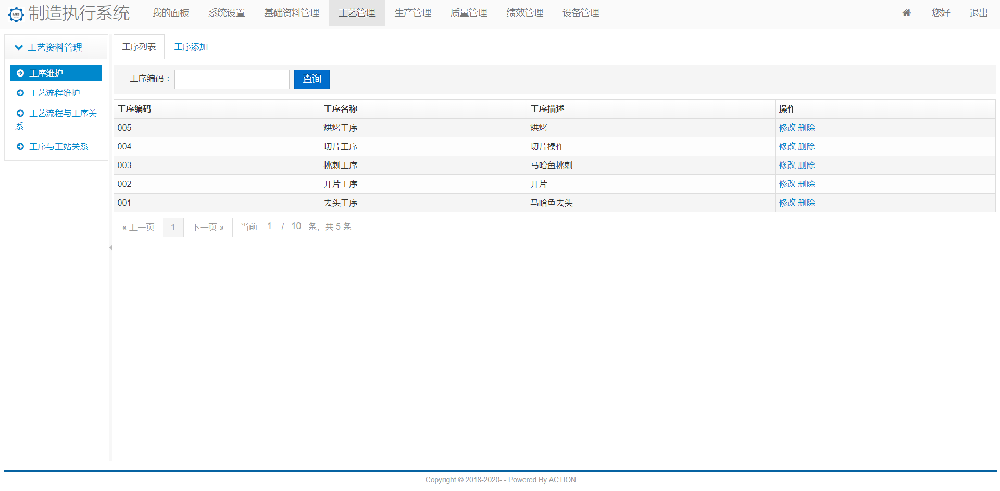 MES
制造执行系统 我的面板 系统设置 基础资料管理 工艺管理 生产管理 质量管理 绩效管理 设备管理 您好 退出
工艺资料管理
工序维护
工艺流程维护
工艺流程与工序关
系
工序与工站关系
工序列表 工序添加
工序编码： 查询
工序编码 工序名称 工序描述 操作
005 烘烤工序 烘烤 修改 删除
004 切片工序 切片操作 修改 删除
003 挑刺工序 马哈鱼挑刺 修改 删除
002 开片工序 开片 修改 删除
001 去头工序 马哈鱼去头 修改 删除
« 上一页 1 下一页 » 当前 1 / 10 条，共 5 条
Copyright © 2018-2020- - Powered By ACTION